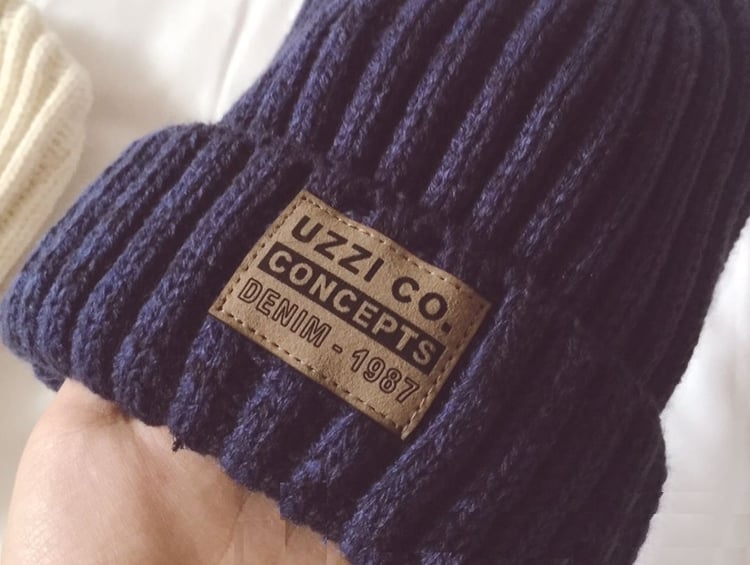 UZZI CO.
CONCEPTS
DENIM - 1987